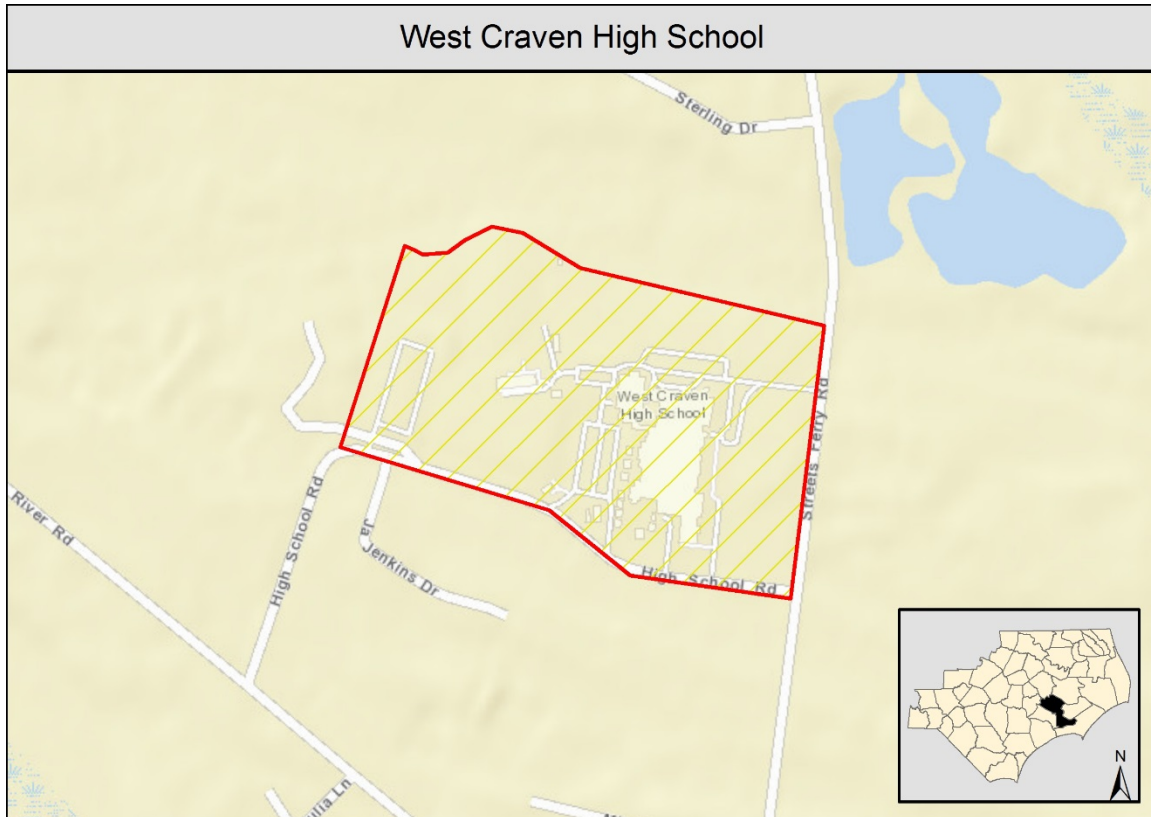 West Craven High School
Sterling Dr
West Craven
High School
Streets Ferry Rd
High School Rd
River Rd
Ja
Jenkins Dr
High School Rd
N